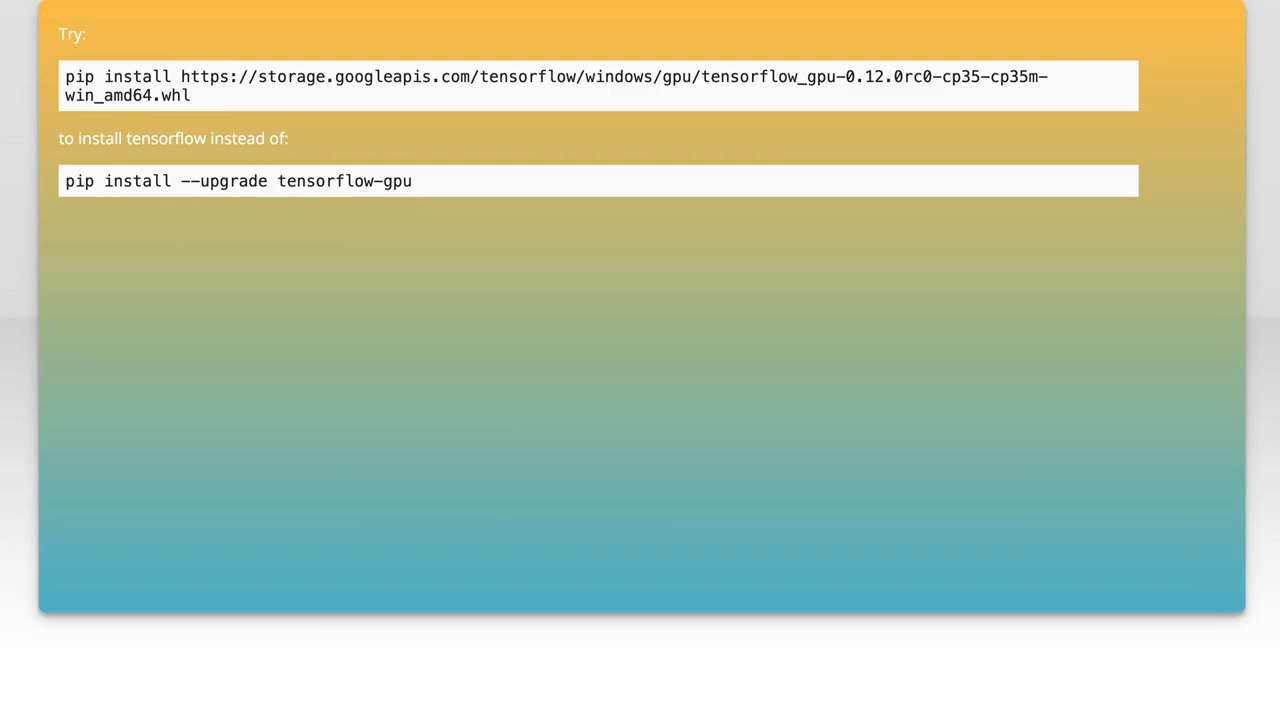 Try:
pip install https://storage.googleapis.com/tensorflow/windows/gpu/tensorflow_gpu-0.12.0rc0-cp35-cp35m-
win_amd64.whl
to install tensorflow instead of:
pip install --upgrade tensorflow-gpu